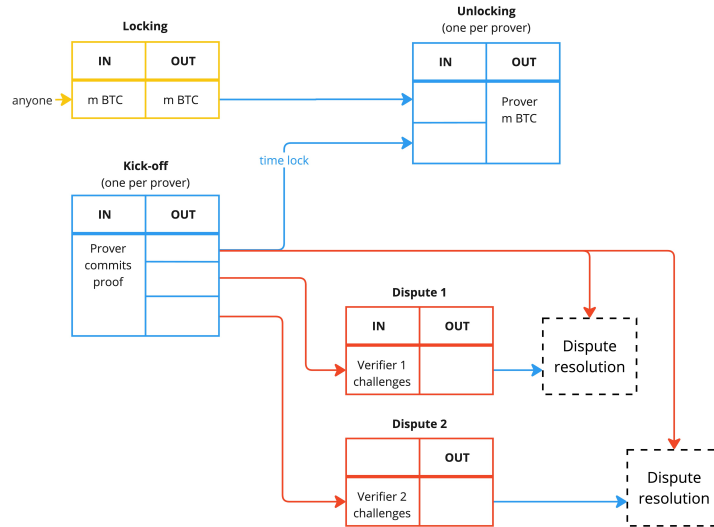 Locking
IN OUT
anyone
m BTC m BTC
Unlocking
(one per prover)
IN OUT
Prover
m BTC
time lock
Kick-off
(one per prover)
IN OUT
Prover
commits
proof
Dispute 1
IN OUT
Verifier 1
challenges
Dispute
resolution
Dispute 2
OUT
Verifier 2
challenges
Dispute
resolution